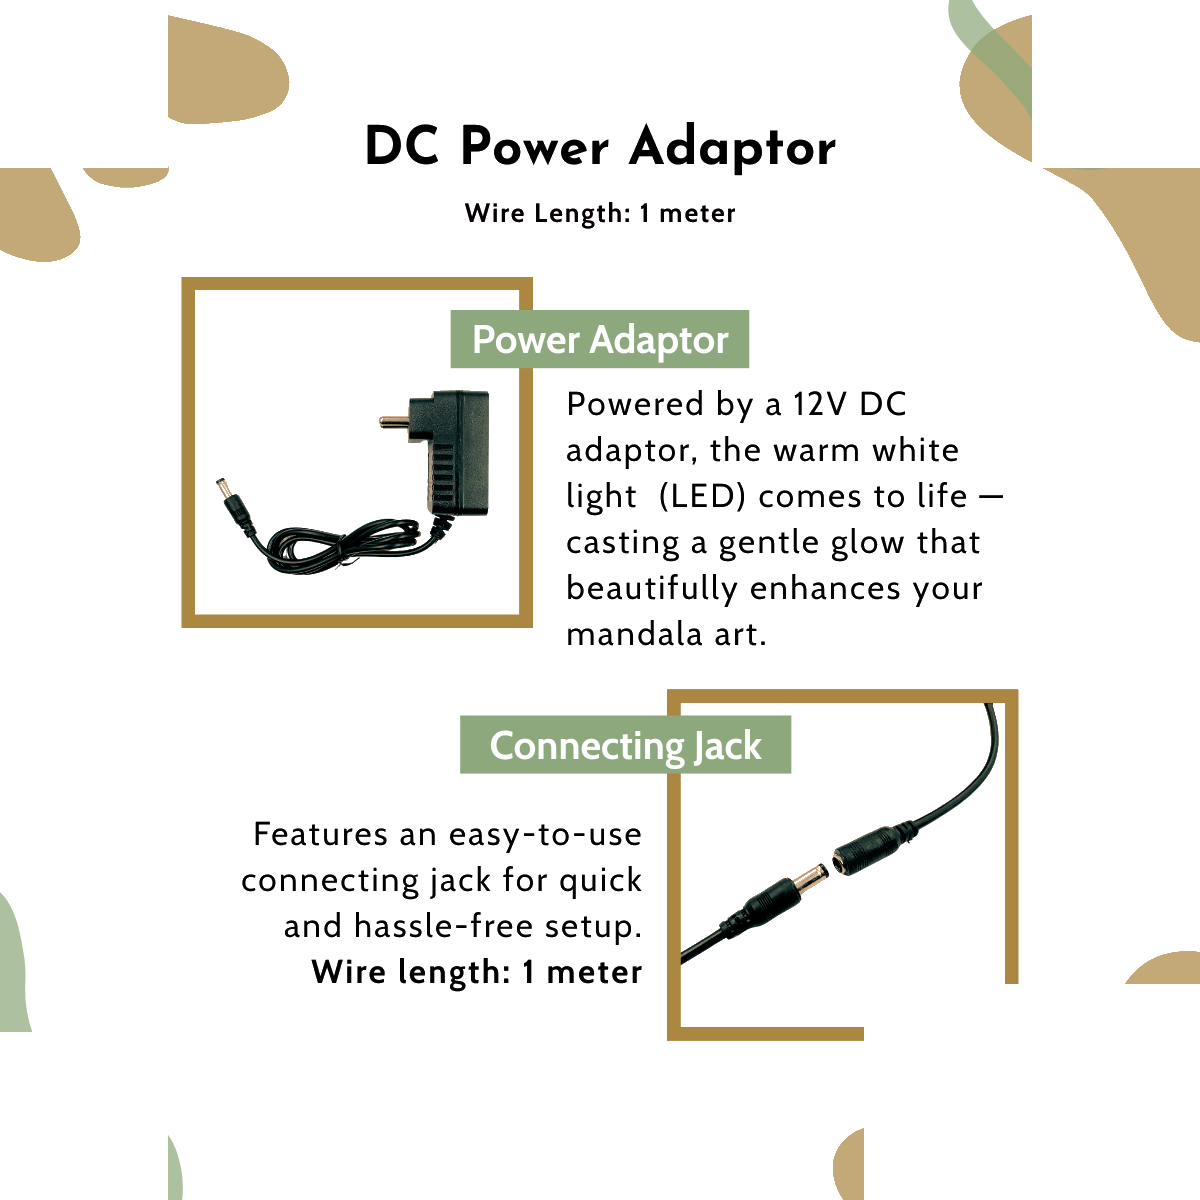 DC Power Adaptor
Wire Length: 1 meter
Power Adaptor
Powered by a 12V DC
adaptor, the warm white
light  (LED) comes to life —
casting a gentle glow that
beautifully enhances your
mandala art.
Connecting Jack
Features an easy-to-use
connecting jack for quick
and hassle-free setup.
Wire length: 1 meter